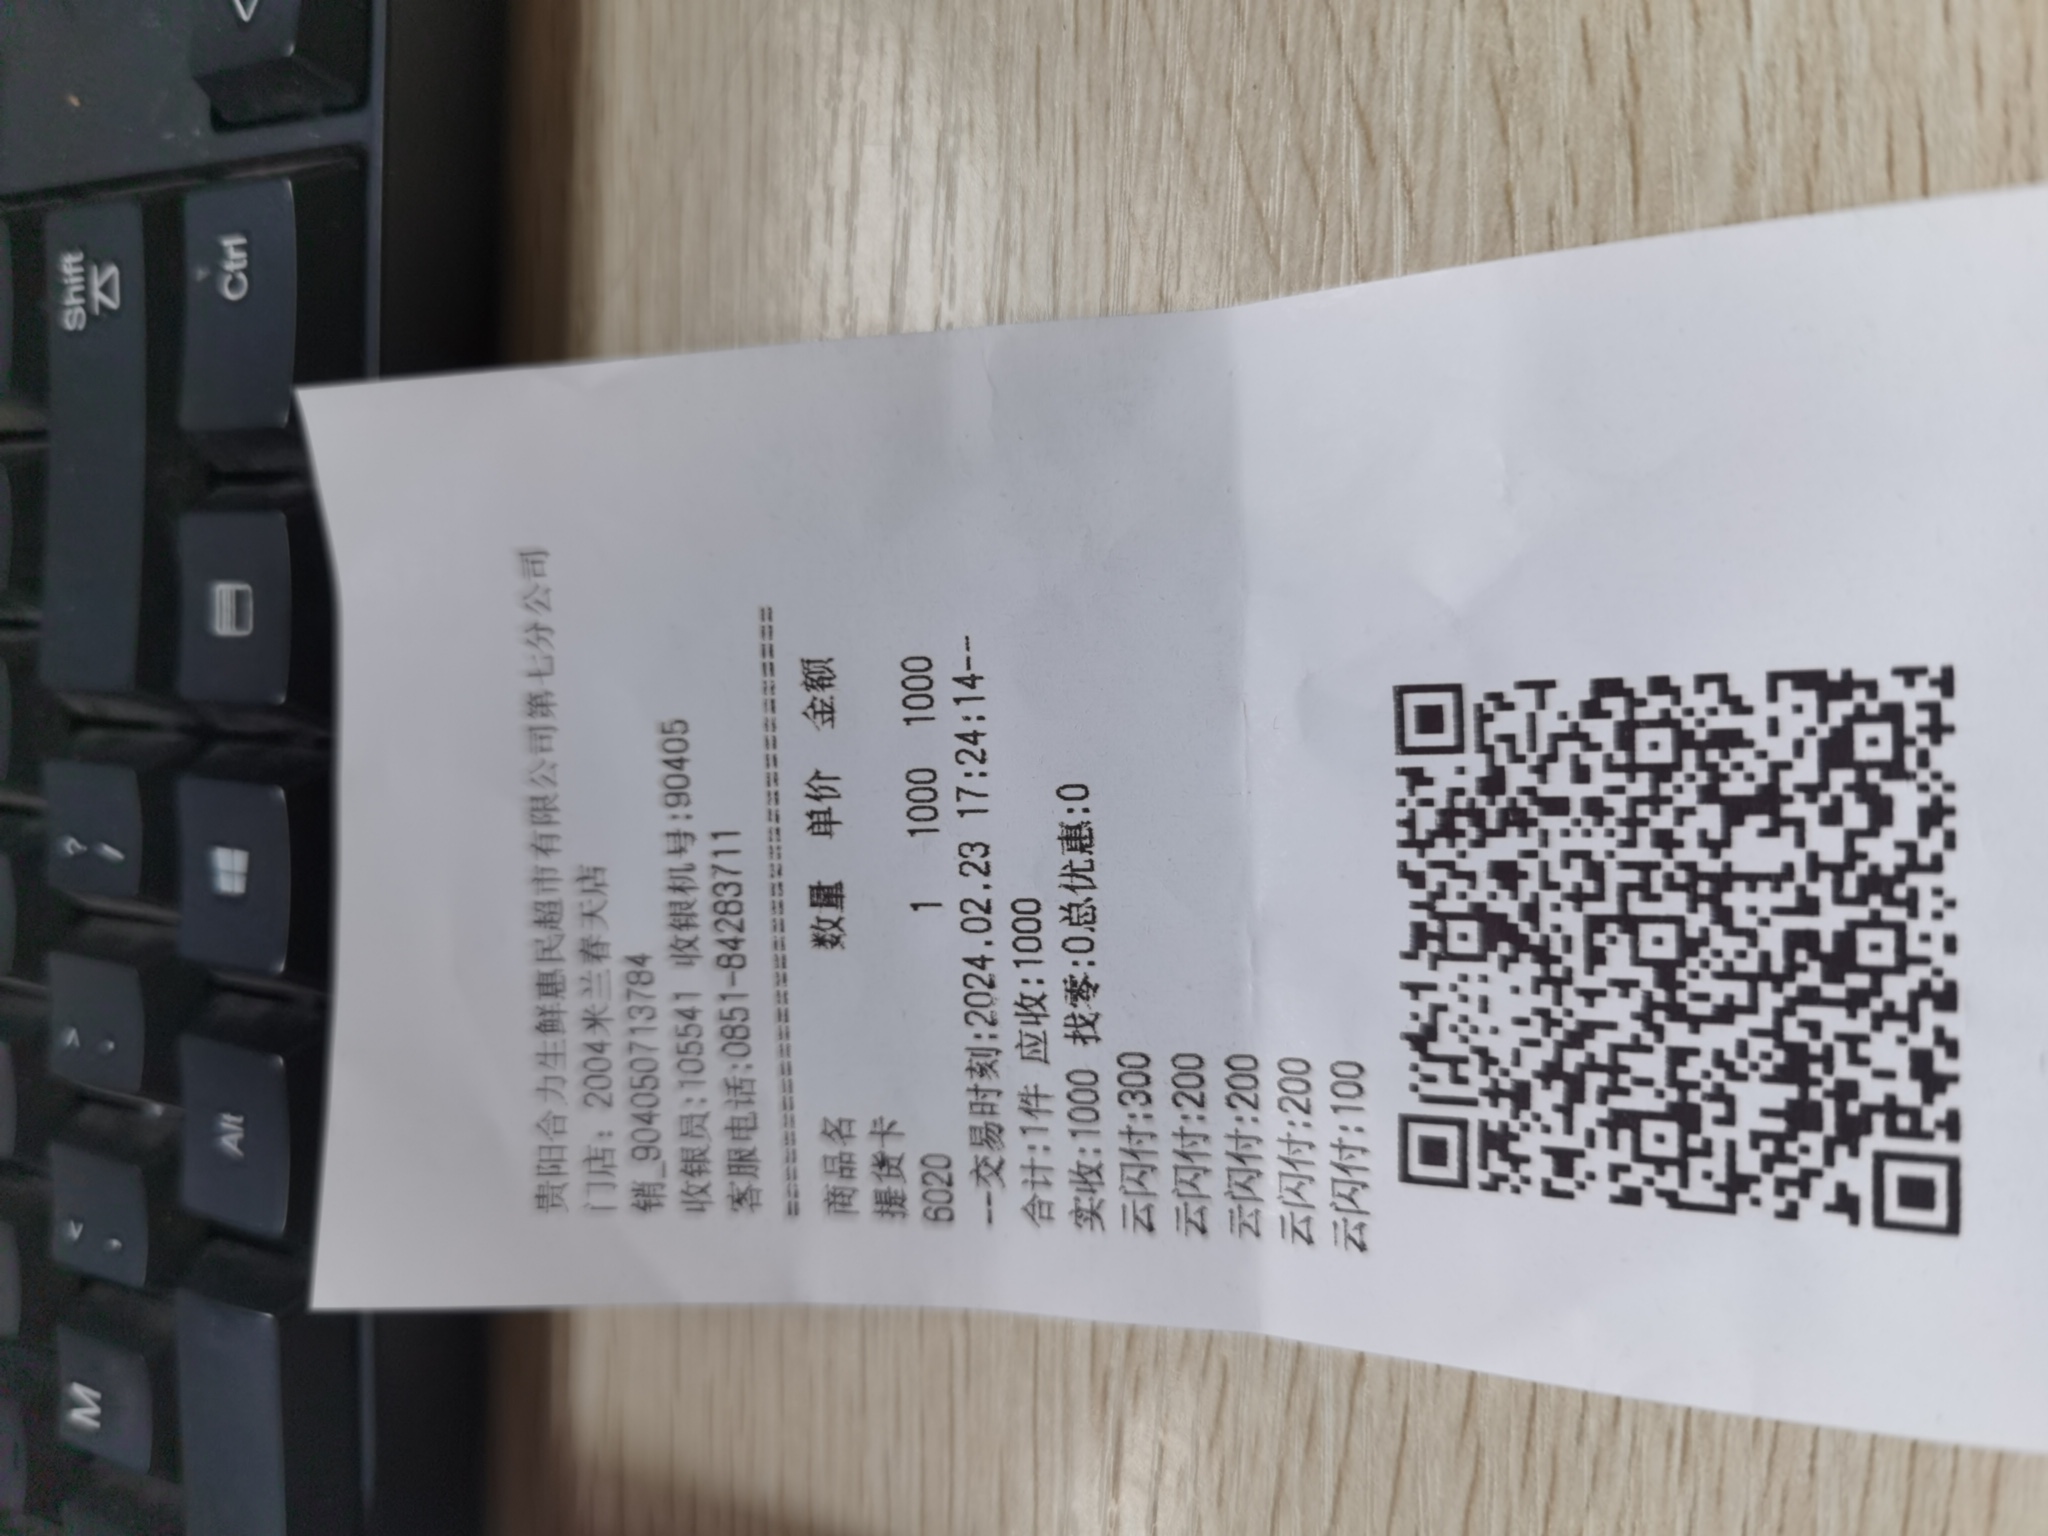 贵阳合力生鲜惠民超市有限公司第七分公司
门店：2004米兰春天店
销_9040507137​84
收银员:105541 收银机号:90405
客服电话:0851-84283711
================================
商品名 数量 单价 金额
提货卡
6020 1 1000 1000
--交易时刻:2024.02.23 17:24:14--
合计:1件 应收:1000
实收:1000 找零:0总优惠:0
云闪付:300
云闪付:200
云闪付:200
云闪付:200
云闪付:100
Shift
Ctrl
Alt
M